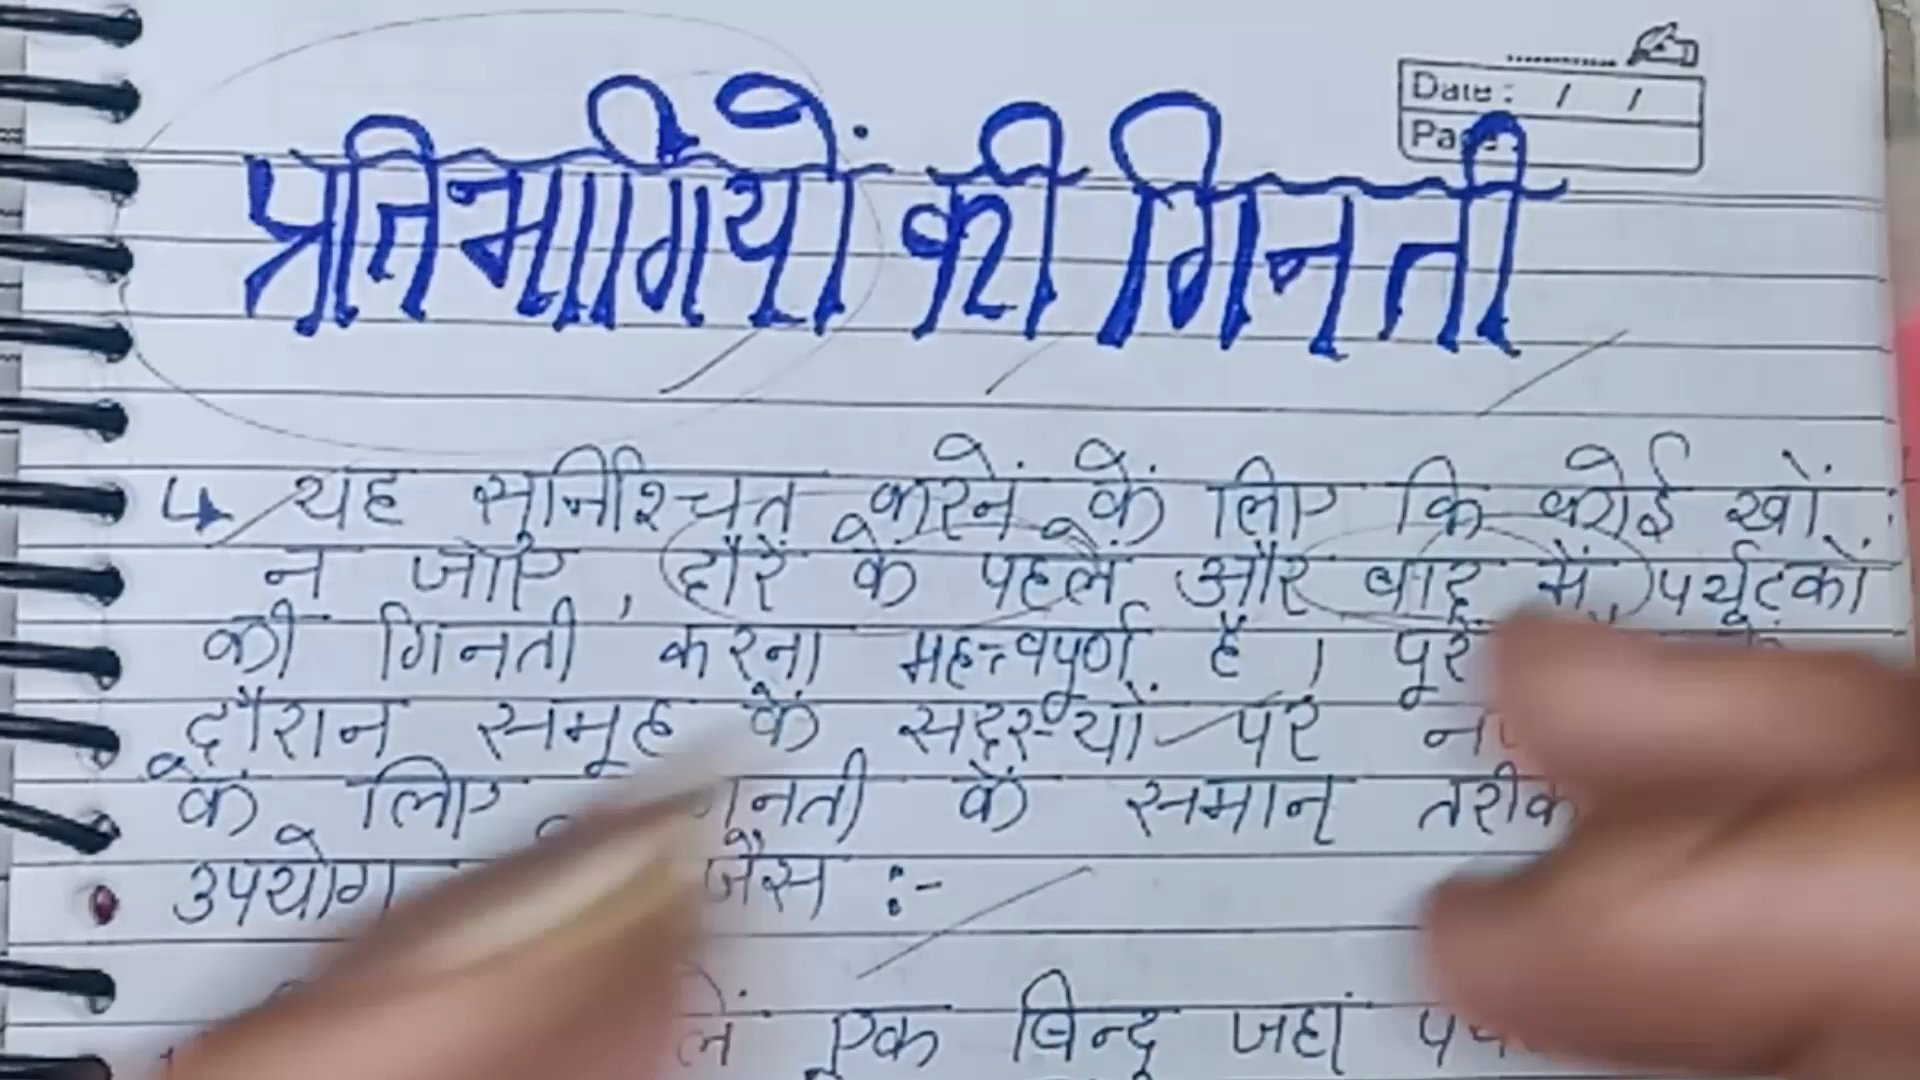 Date : / /
Page :
प्रतिभागियों की गिनती
यह सुनिश्चित करनें कें लिए कि कोई खों
न जाए, दौरें के पहलें और बाद में, पर्यटकों
की गिनती करना महत्त्वपूर्ण है। पूरे
दौरान समूह कें सदस्यों पर
कें लिए गिनती कें समान
उपयोग जैसे :-
एक बिन्दु जहां